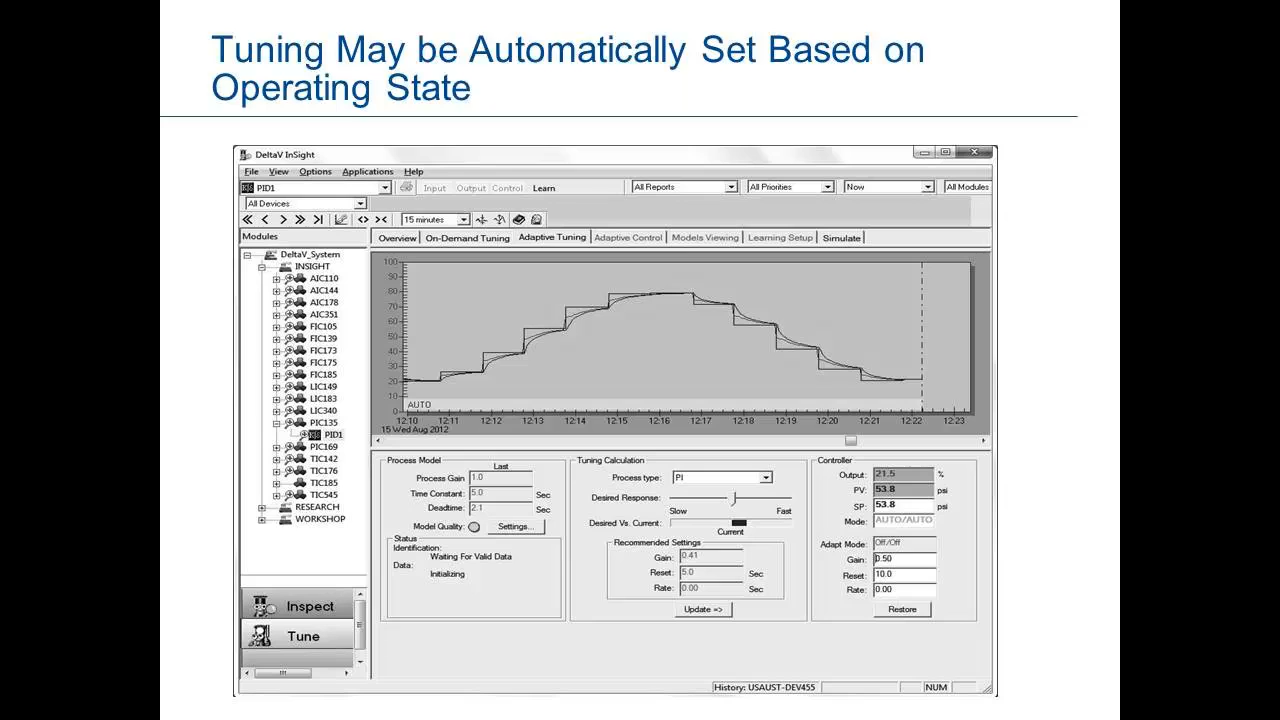 Tuning May be Automatically Set Based on
Operating State
DeltaV InSight
File View Options Applications Help
PID1 Input Output Control Learn All Reports All Priorities Now All Modules
All Devices
15 minutes
Modules
Overview On-Demand Tuning Adaptive Tuning Adaptive Control Models Viewing Learning Setup Simulate
DeltaV_System
INSIGHT
AIC110
AIC144
AIC178
AIC351
FIC105
FIC139
FIC173
FIC175
FIC185
LIC149
LIC183
LIC340
PIC135
PID1
PIC169
TIC142
TIC176
TIC185
TIC545
RESEARCH
WORKSHOP
Inspect
Tune
100
90
80
70
60
50
40
30
20
10
0
AUTO
12:10 12:11 12:12 12:13 12:14 12:15 12:16 12:17 12:18 12:19 12:20 12:21 12:22 12:23
15 Wed Aug 2012
Process Model
Last
Process Gain 1.0
Time Constant: 5.0 Sec
Deadtime: 2.1 Sec
Model Quality: Settings...
Status
Identification:
Waiting For Valid Data
Data:
Initializing
Tuning Calculation
Process type: PI
Desired Response:
Slow Fast
Desired Vs. Current:
Current
Recommended Settings
Gain: 0.41
Reset: 5.0 Sec
Rate: 0.00 Sec
Update =>
Controller
Output: 21.5 %
PV: 53.8 psi
SP: 53.8 psi
Mode: AUTO/AUTO
Adapt Mode: Off/Off
Gain: 0.50
Reset: 10.0
Rate: 0.00
Restore
History: USAUST-DEV455 NUM